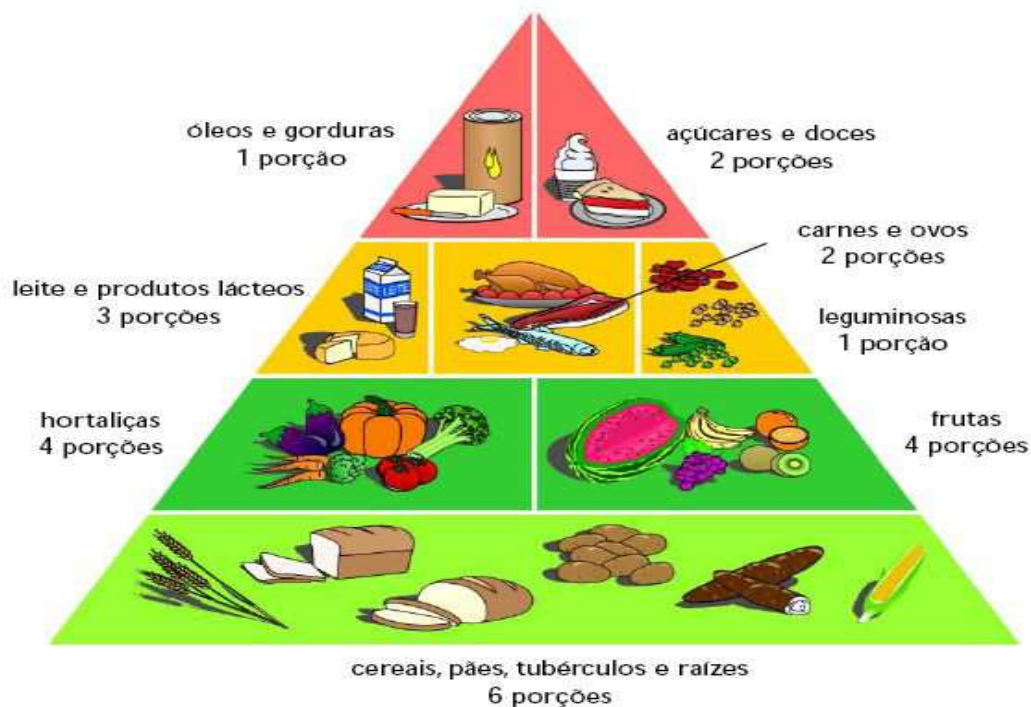 óleos e gorduras
1 porção
açúcares e doces
2 porções
carnes e ovos
2 porções
leite e produtos lácteos
3 porções
leguminosas
1 porção
hortaliças
4 porções
frutas
4 porções
cereais, pães, tubérculos e raízes
6 porções